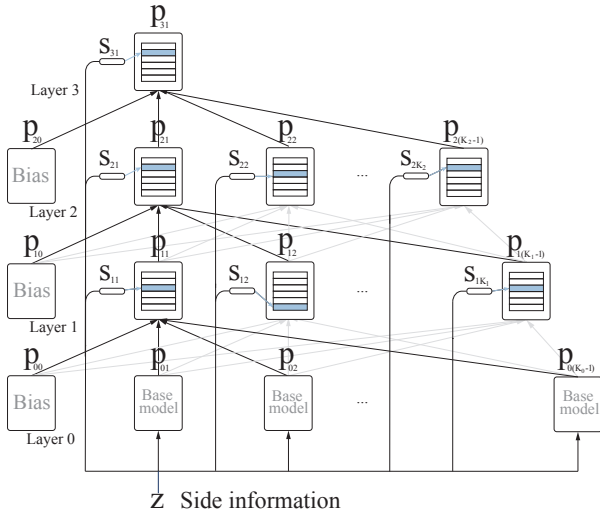 p31
s31
Layer 3
p20 p21 p22 p2(K2-1)
s21 s22 s2K2
Bias ...
Layer 2
p10 p11 p12 p1(K1-1)
s11 s12 s1K1
Bias
Layer 1
p00 p01 p02 p0(K0-1)
Bias Base model Base model ... Base model
Layer 0
z Side information